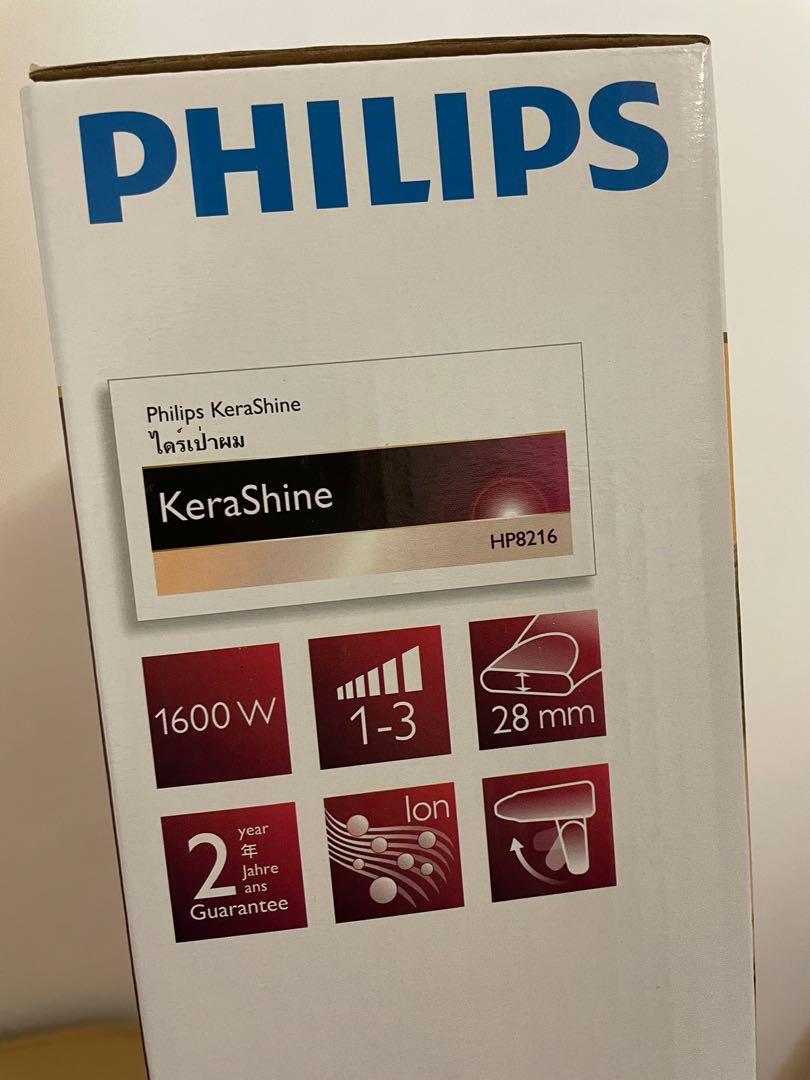 PHILIPS
Philips KeraShine
ไดร์เป่าผม
KeraShine
HP8216
1600 W
1-3
28 mm
2 year
年
Jahre
ans
Guarantee
Ion